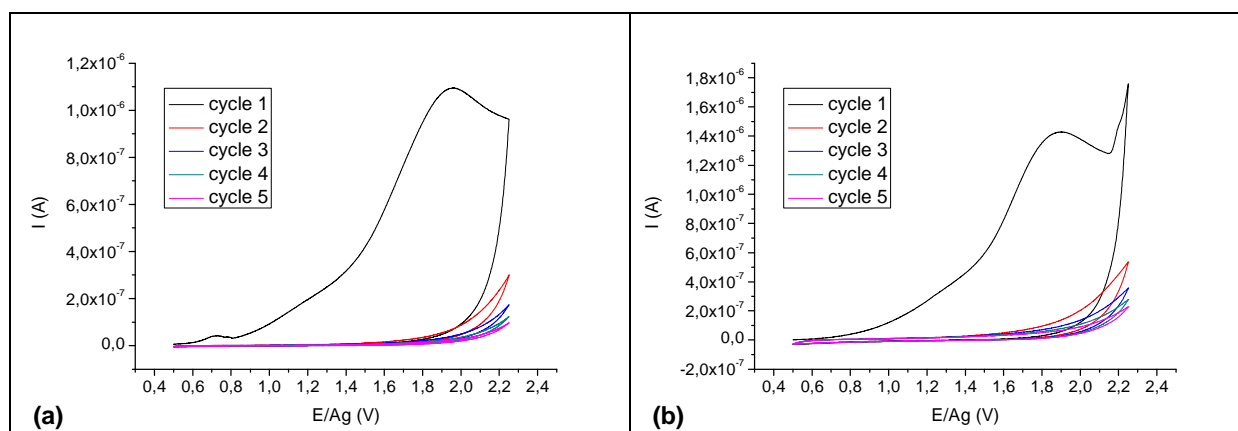 1,2x10-6
1,0x10-6
8,0x10-7
6,0x10-7
4,0x10-7
2,0x10-7
0,0
I (A)
cycle 1
cycle 2
cycle 3
cycle 4
cycle 5
0,4 0,6 0,8 1,0 1,2 1,4 1,6 1,8 2,0 2,2 2,4
E/Ag (V)
(a)
1,8x10-6
1,6x10-6
1,4x10-6
1,2x10-6
1,0x10-6
8,0x10-7
6,0x10-7
4,0x10-7
2,0x10-7
0,0
-2,0x10-7
I (A)
cycle 1
cycle 2
cycle 3
cycle 4
cycle 5
0,4 0,6 0,8 1,0 1,2 1,4 1,6 1,8 2,0 2,2 2,4
E/Ag (V)
(b)